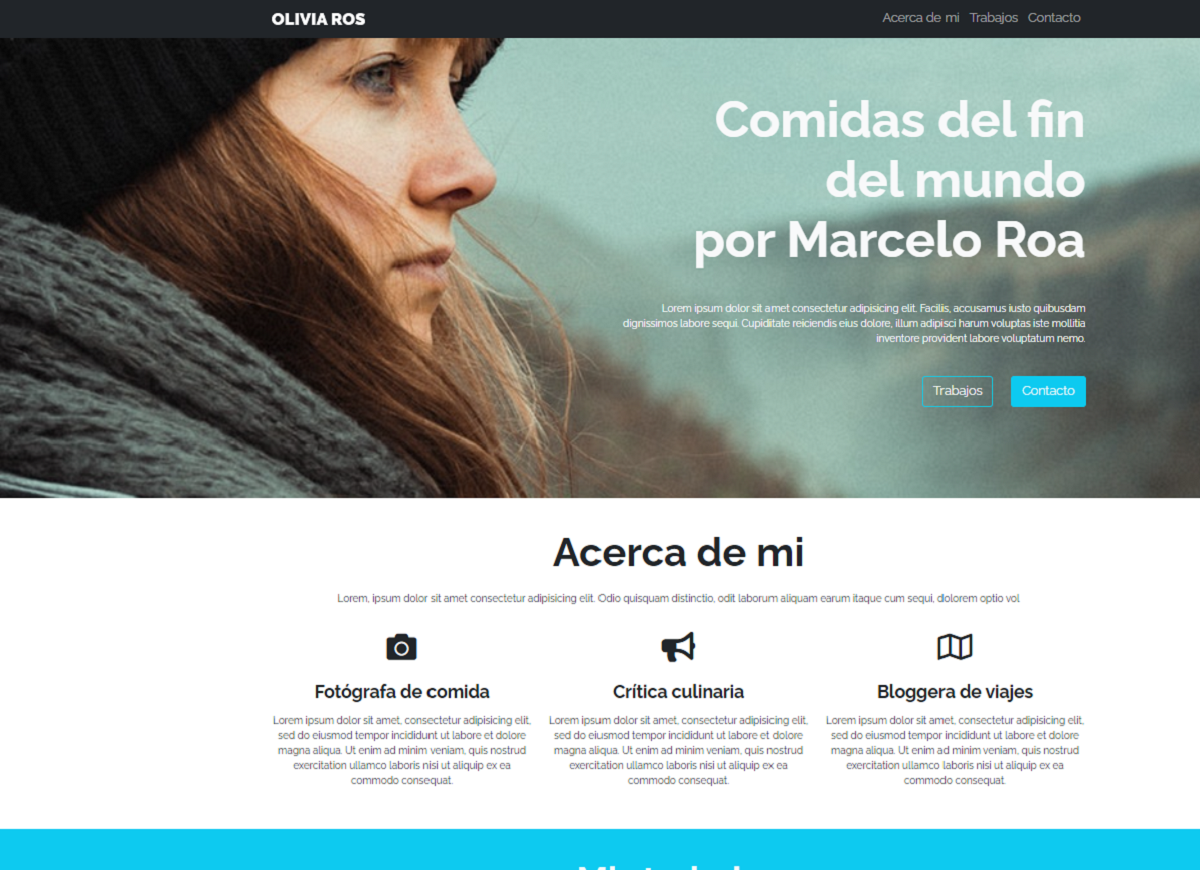 OLIVIA ROS
Acerca de mi Trabajos Contacto
Comidas del fin
del mundo
por Marcelo Roa
Lorem ipsum dolor sit amet consectetur adipisicing elit. Facilis, accusamus iusto quibusdam
dignissimos labore sequi. Cupiditate reiciendis eius dolore, illum adipisci harum voluptas iste mollitia
inventore provident labore voluptatum nemo.
Trabajos Contacto
Acerca de mi
Lorem, ipsum dolor sit amet consectetur adipisicing elit. Odio quisquam distinctio, odit laborum aliquam earum itaque cum sequi, dolorem optio vol
Fotógrafa de comida
Lorem ipsum dolor sit amet, consectetur adipisicing elit,
sed do eiusmod tempor incididunt ut labore et dolore
magna aliqua. Ut enim ad minim veniam, quis nostrud
exercitation ullamco laboris nisi ut aliquip ex ea
commodo consequat.
Crítica culinaria
Lorem ipsum dolor sit amet, consectetur adipisicing elit,
sed do eiusmod tempor incididunt ut labore et dolore
magna aliqua. Ut enim ad minim veniam, quis nostrud
exercitation ullamco laboris nisi ut aliquip ex ea
commodo consequat.
Bloggera de viajes
Lorem ipsum dolor sit amet, consectetur adipisicing elit,
sed do eiusmod tempor incididunt ut labore et dolore
magna aliqua. Ut enim ad minim veniam, quis nostrud
exercitation ullamco laboris nisi ut aliquip ex ea
commodo consequat.